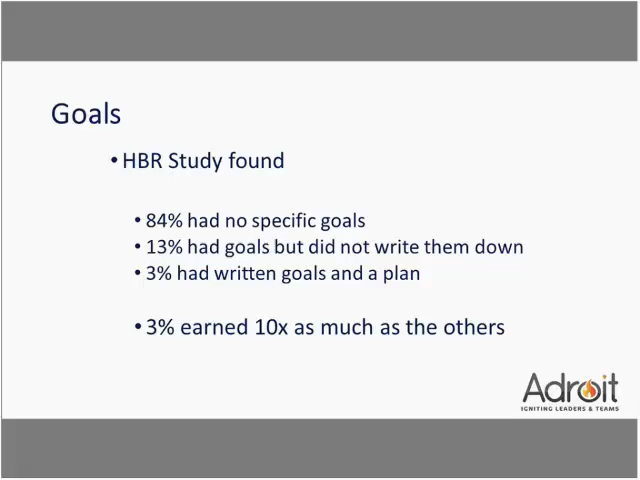 Goals
• HBR Study found
• 84% had no specific goals
• 13% had goals but did not write them down
• 3% had written goals and a plan
• 3% earned 10x as much as the others
Adroit
IGNITING LEADERS & TEAMS